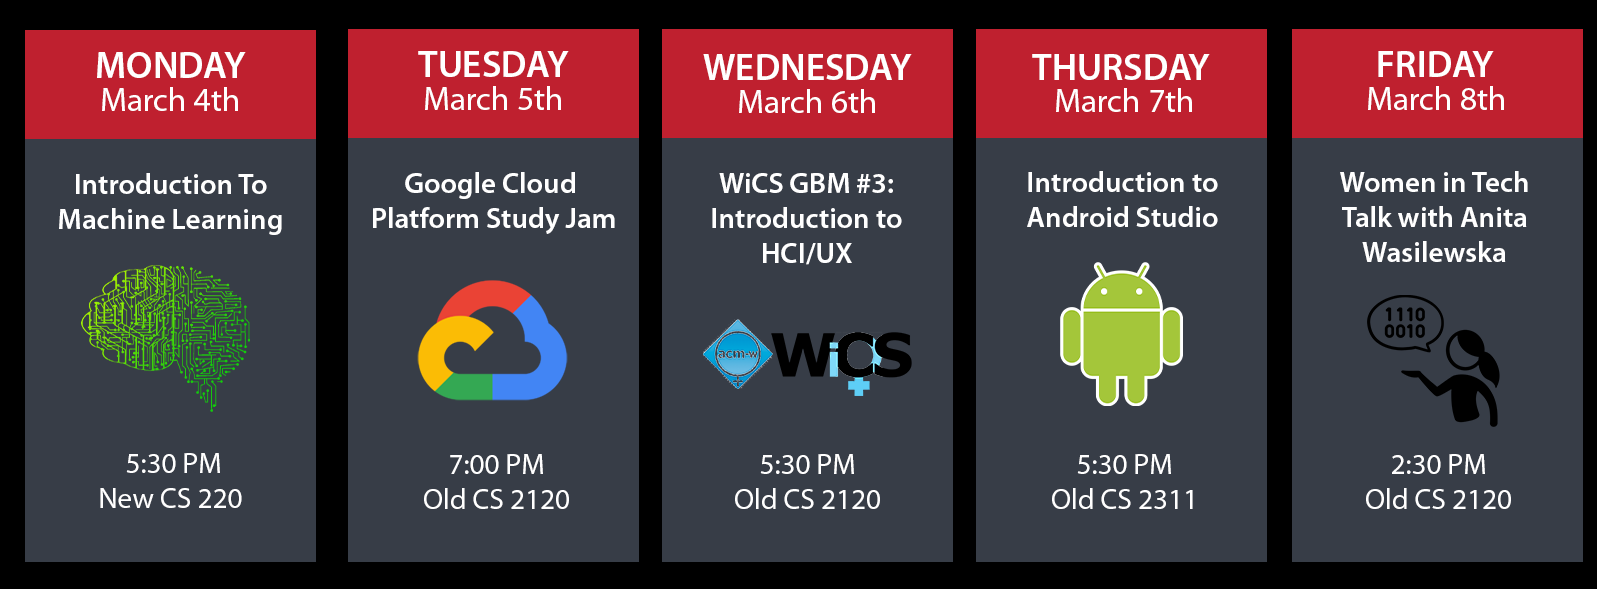 MONDAY
March 4th
Introduction To
Machine Learning
5:30 PM
New CS 220
TUESDAY
March 5th
Google Cloud
Platform Study Jam
7:00 PM
Old CS 2120
WEDNESDAY
March 6th
WiCS GBM #3:
Introduction to
HCI/UX
acm-w
WiCS
5:30 PM
Old CS 2120
THURSDAY
March 7th
Introduction to
Android Studio
5:30 PM
Old CS 2311
FRIDAY
March 8th
Women in Tech
Talk with Anita
Wasilewska
1110
0010
2:30 PM
Old CS 2120